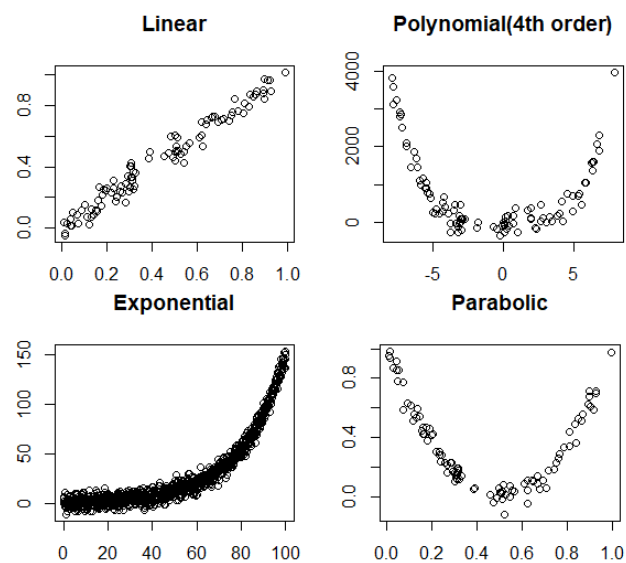 Linear
0.0 0.4 0.8
0.0 0.2 0.4 0.6 0.8 1.0
Polynomial(4th order)
0 2000 4000
-5 0 5
Exponential
0 50 100 150
0 20 40 60 80 100
Parabolic
0.0 0.4 0.8
0.0 0.2 0.4 0.6 0.8 1.0